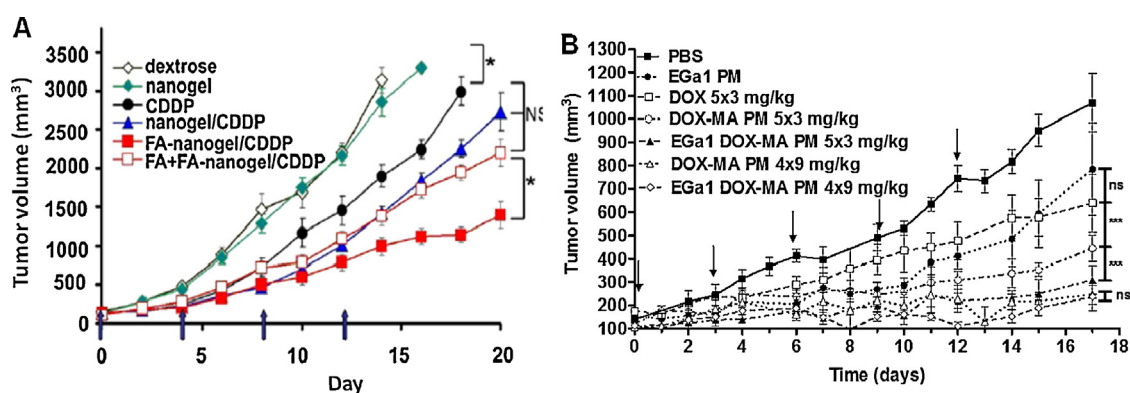 A
Tumor volume (mm³)
3500
3000
2500
2000
1500
1000
500
0
dextrose
nanogel
CDDP
nanogel/CDDP
FA-nanogel/CDDP
FA+FA-nanogel/CDDP
*
NS
*
0 5 10 15 20
Day
B
Tumor volume (mm³)
1300
1100
1000
900
800
700
600
500
400
300
200
100
PBS
EGa1 PM
DOX 5x3 mg/kg
DOX-MA PM 5x3 mg/kg
EGa1 DOX-MA PM 5x3 mg/kg
DOX-MA PM 4x9 mg/kg
EGa1 DOX-MA PM 4x9 mg/kg
ns
***
***
ns
0 2 4 6 8 10 12 14 16 18
Time (days)